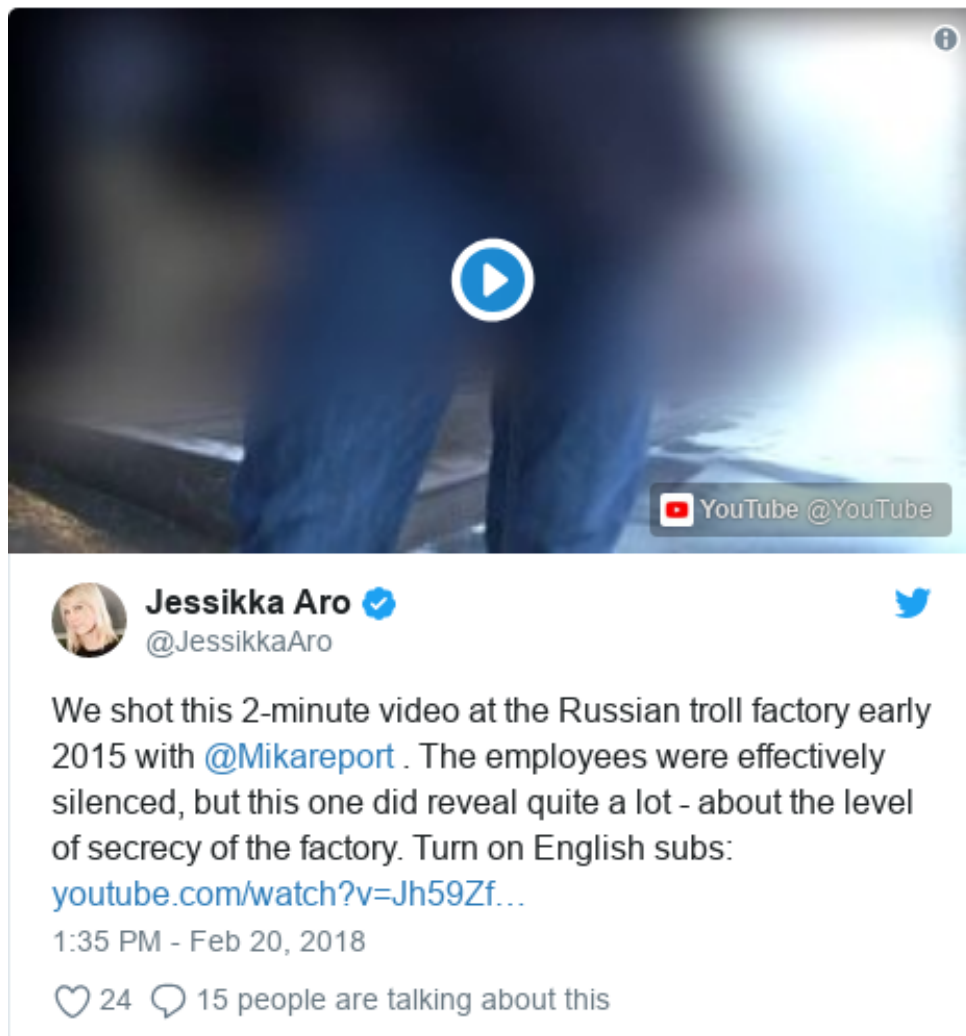 YouTube @YouTube
Jessikka Aro
@JessikkaAro
We shot this 2-minute video at the Russian troll factory early
2015 with @Mikareport . The employees were effectively
silenced, but this one did reveal quite a lot - about the level
of secrecy of the factory. Turn on English subs:
youtube.com/watch?v=Jh59Zf…
1:35 PM - Feb 20, 2018
24 15 people are talking about this